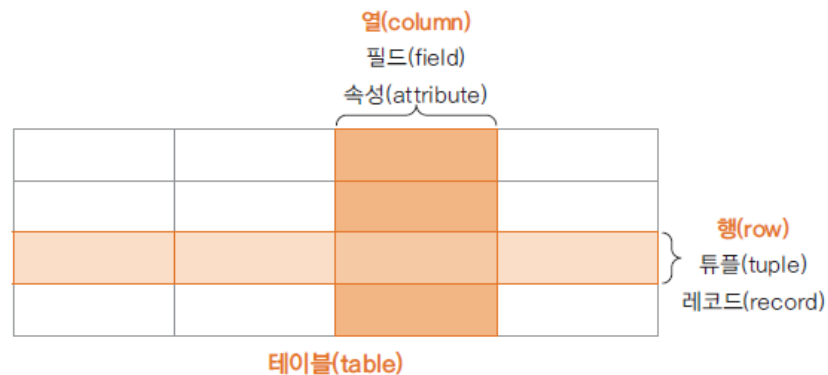 열(column)
필드(field)
속성(attribute)
행(row)
튜플(tuple)
레코드(record)
테이블(table)